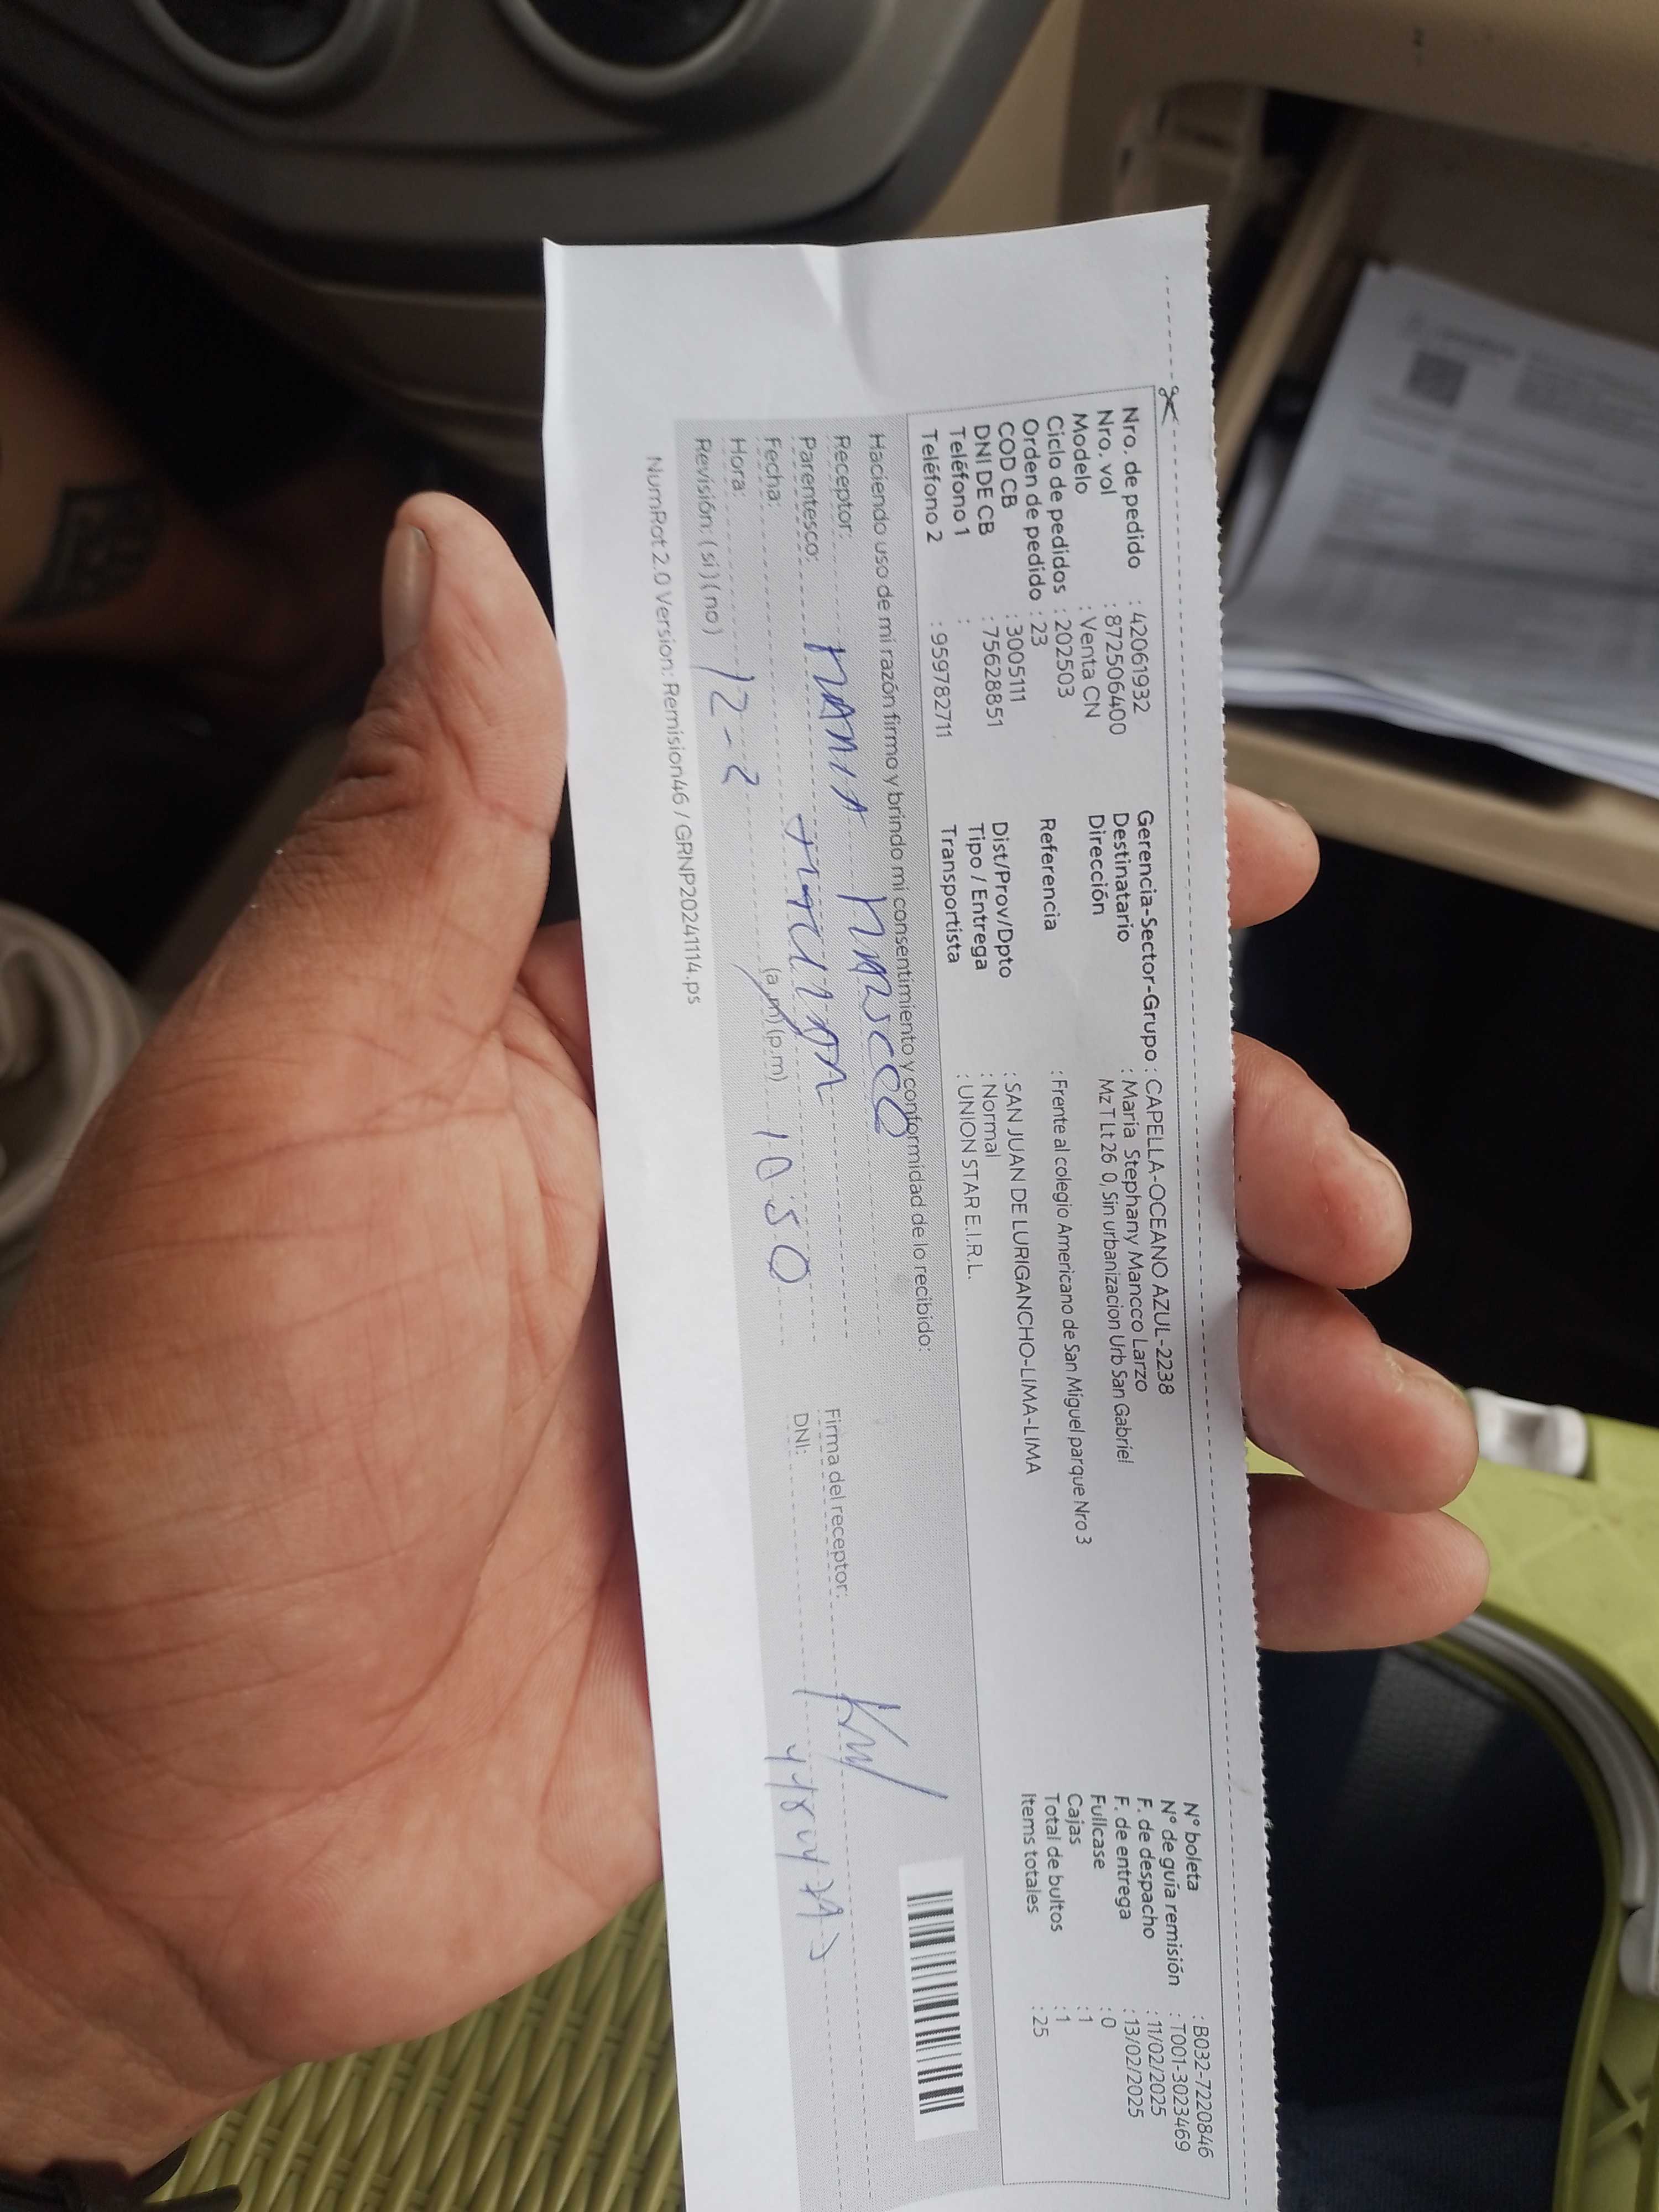 Nro. de pedido : 42061932
Nro. vol : 872506400
Modelo : Venta CN
Ciclo de pedidos : 202503
Orden de pedido : 23
COD CB : 3005111
DNI DE CB : 75628851
Teléfono 1 :
Teléfono 2 : 959782711
Gerencia-Sector-Grupo : CAPELLA-OCEANO AZUL-2238
Destinatario : Maria Stephany Mancco Larzo
Dirección Mz T Lt 26 0, Sin urbanizacion Urb San Gabriel
Referencia : Frente al colegio Americano de San Miguel parque Nro 3
Dist/Prov/Dpto : SAN JUAN DE LURIGANCHO-LIMA-LIMA
Tipo / Entrega : Normal
Transportista : UNION STAR E.I.R.L.
N° boleta : B032-7220846
N° de guía remisión : T001-3023469
F. de despacho : 11/02/2025
F. de entrega : 13/02/2025
Fullcase : 0
Cajas : 1
Total de bultos : 1
Items totales : 25
Haciendo uso de mi razón firmo y brindo mi consentimiento y conformidad de lo recibido:
Receptor: MARIA
Parentesco:
Fecha: 12-2
Hora: (a.m) (p.m) 10 50
Revisión: (si) (no)
Firma del receptor:
DNI:
NumRot 2.0 Version: Remision46 / GRNP20241114.ps